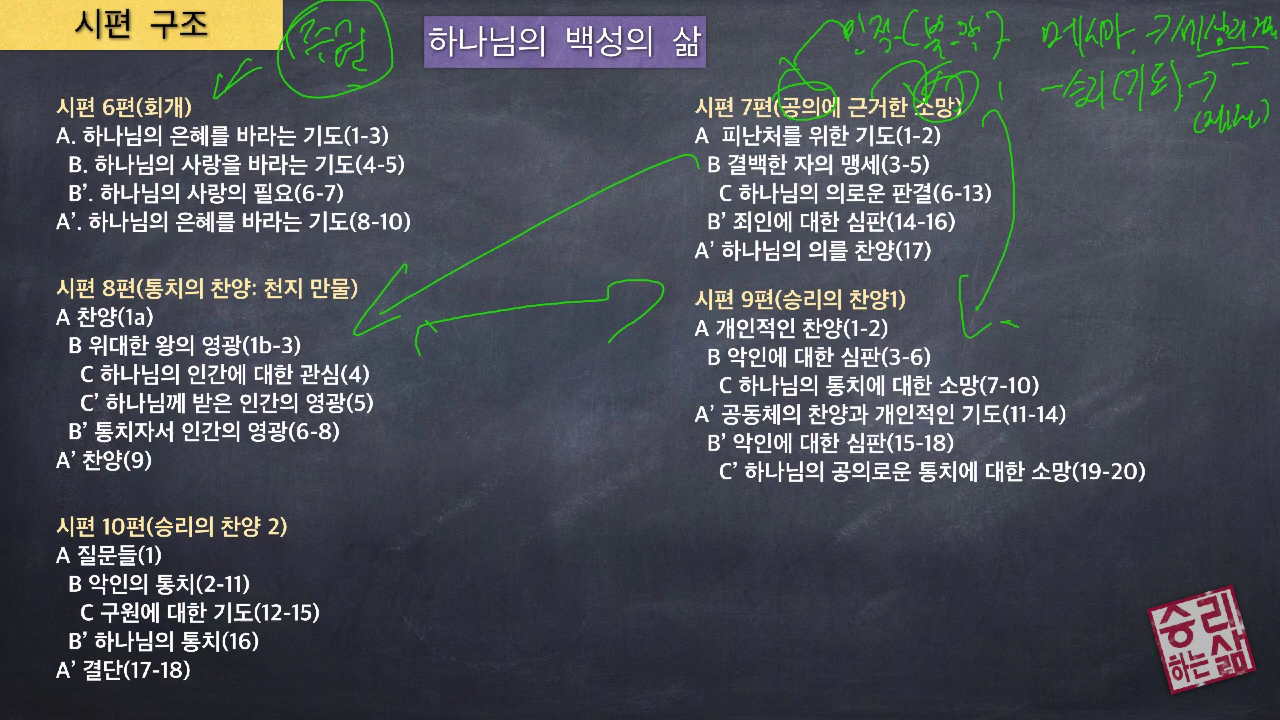 시편 구조
하나님의 백성의 삶
시편 6편(회개)
A. 하나님의 은혜를 바라는 기도(1-3)
B. 하나님의 사랑을 바라는 기도(4-5)
B’. 하나님의 사랑의 필요(6-7)
A’. 하나님의 은혜를 바라는 기도(8-10)
시편 8편(통치의 찬양: 천지 만물)
A 찬양(1a)
B 위대한 왕의 영광(1b-3)
C 하나님의 인간에 대한 관심(4)
C’ 하나님께 받은 인간의 영광(5)
B’ 통치자서 인간의 영광(6-8)
A’ 찬양(9)
시편 10편(승리의 찬양 2)
A 질문들(1)
B 악인의 통치(2-11)
C 구원에 대한 기도(12-15)
B’ 하나님의 통치(16)
A’ 결단(17-18)
시편 7편(공의에 근거한 소망)
A 피난처를 위한 기도(1-2)
B 결백한 자의 맹세(3-5)
C 하나님의 의로운 판결(6-13)
B’ 죄인에 대한 심판(14-16)
A’ 하나님의 의를 찬양(17)
시편 9편(승리의 찬양1)
A 개인적인 찬양(1-2)
B 악인에 대한 심판(3-6)
C 하나님의 통치에 대한 소망(7-10)
A’ 공동체의 찬양과 개인적인 기도(11-14)
B’ 악인에 대한 심판(15-18)
C’ 하나님의 공의로운 통치에 대한 소망(19-20)
메시아.
승리(기도)
승리
하는 삶